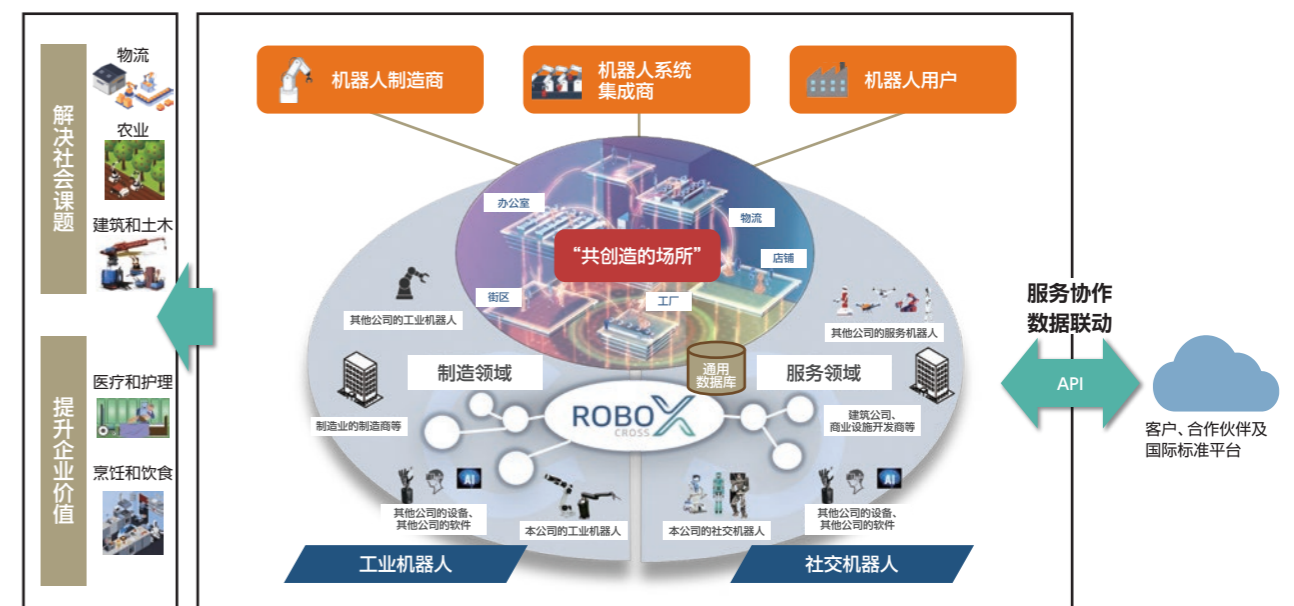 解决社会课题
物流
农业
建筑和土木
提升企业价值
医疗和护理
烹饪和饮食
机器人制造商
机器人系统
集成商
机器人用户
办公室
物流
“共创造的场所”
店铺
街区
工厂
其他公司的工业机器人
其他公司的服务机器人
制造领域
通用
数据库
服务领域
制造业的制造商等
ROBO X
CROSS
建筑公司、
商业设施开发商等
AI
其他公司的设备、
其他公司的软件
本公司的工业机器人
本公司的社交机器人
AI
其他公司的设备、
其他公司的软件
工业机器人
社交机器人
服务协作
数据联动
API
客户、合作伙伴及
国际标准平台